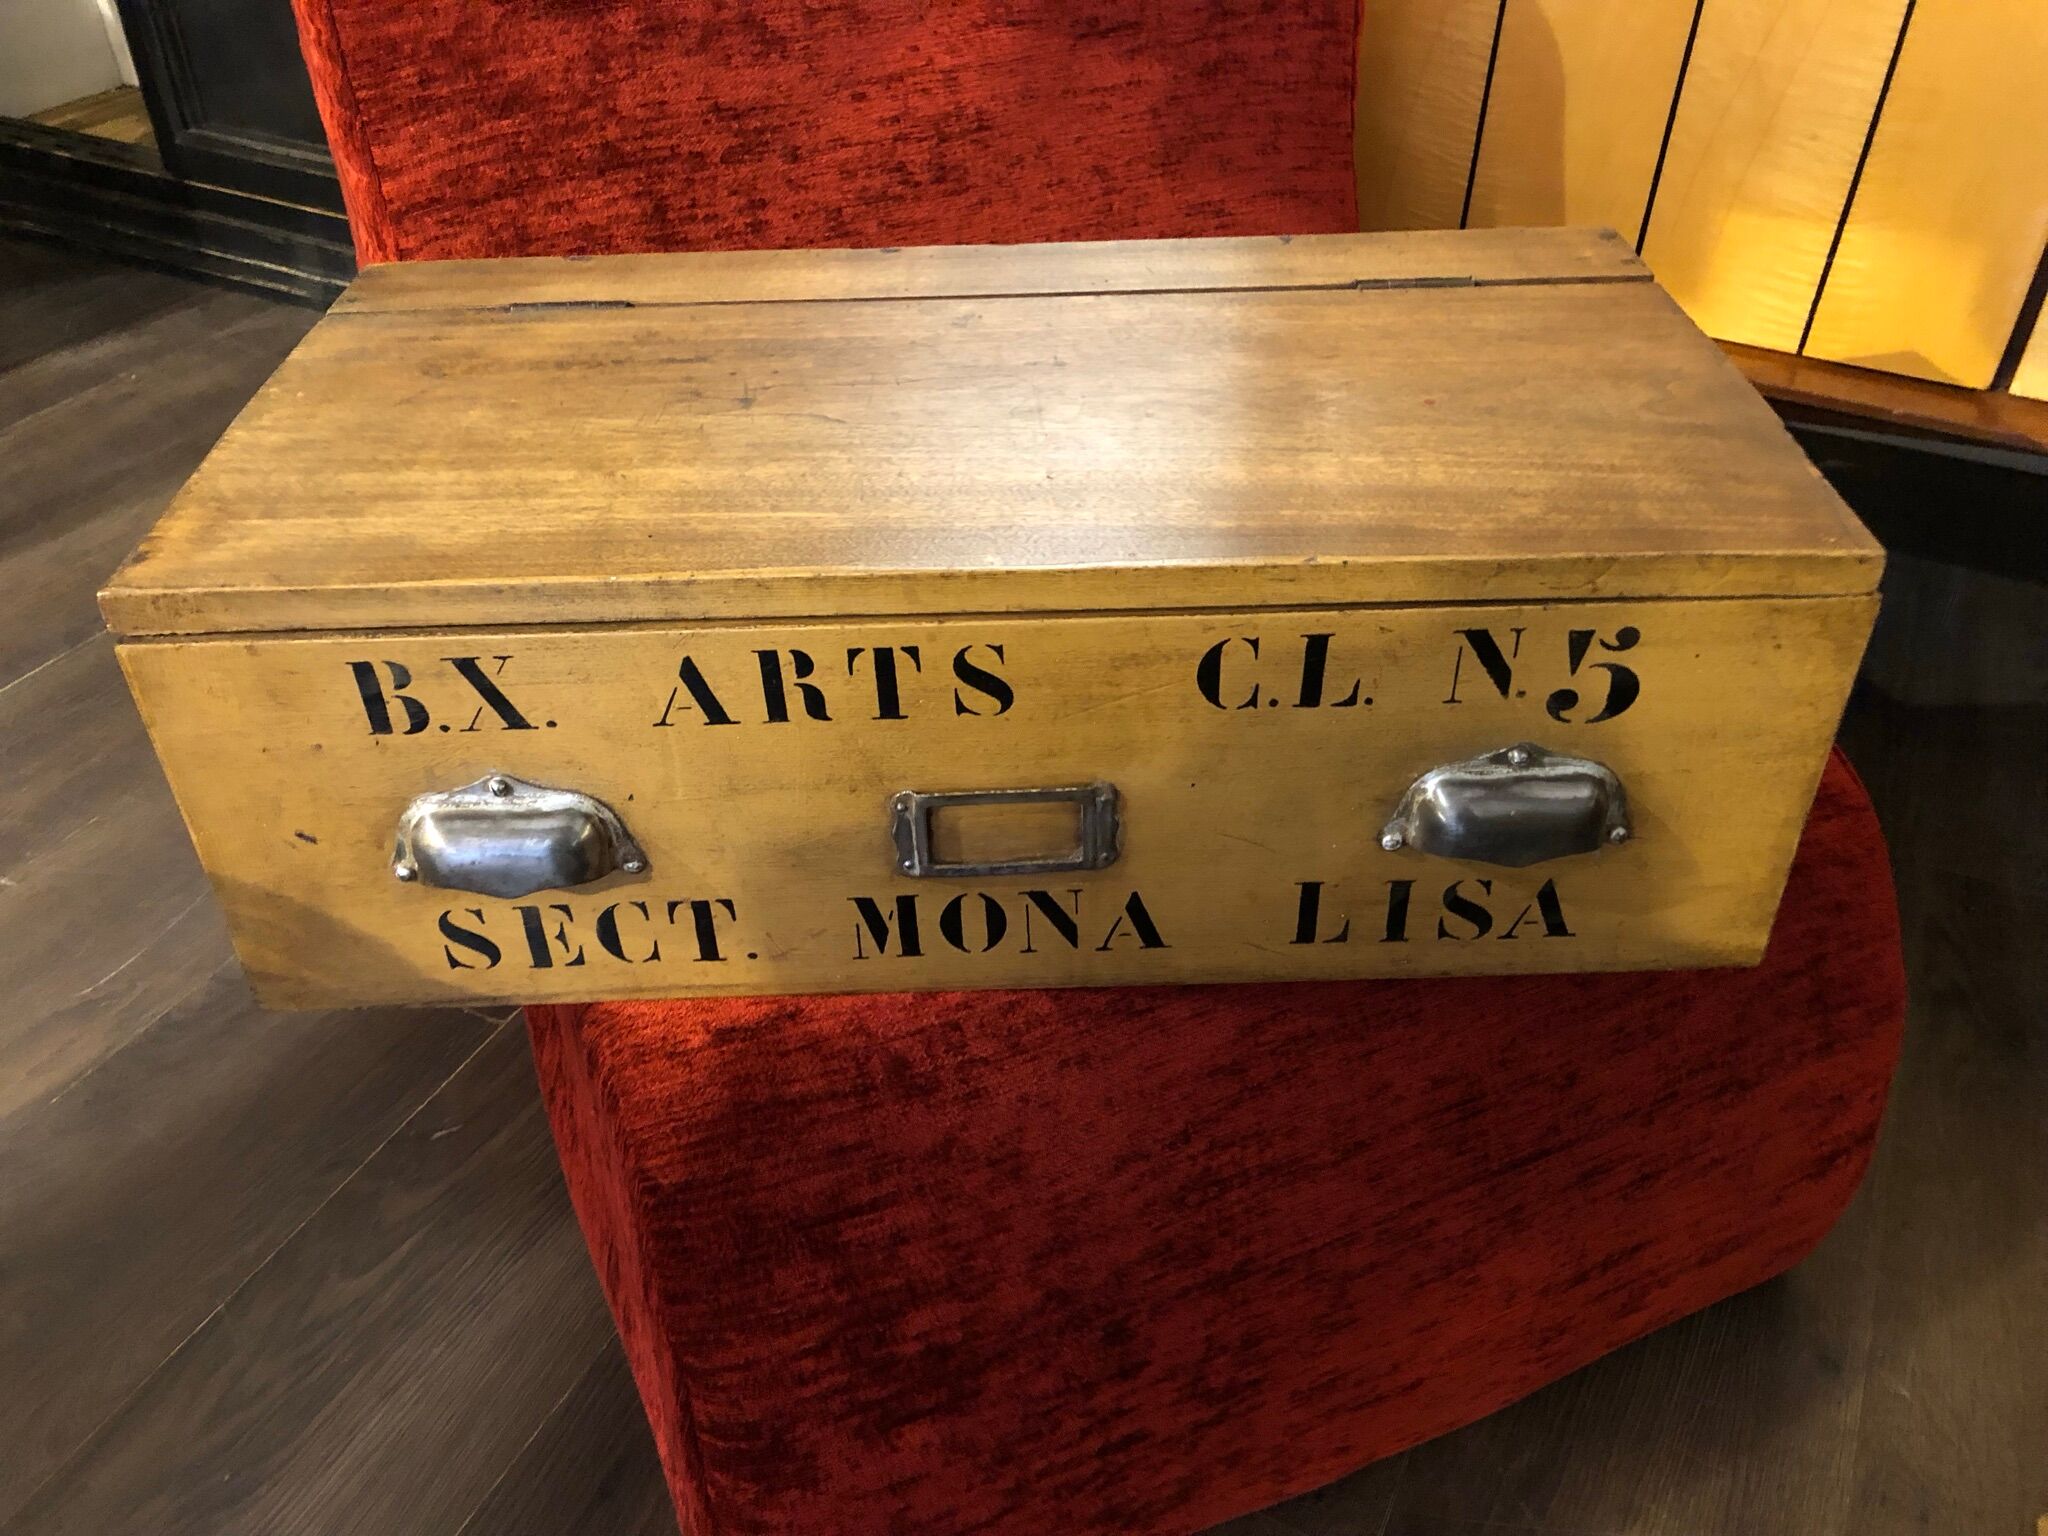 B.X. ARTS C.L. N.5
SECT. MONA LISA